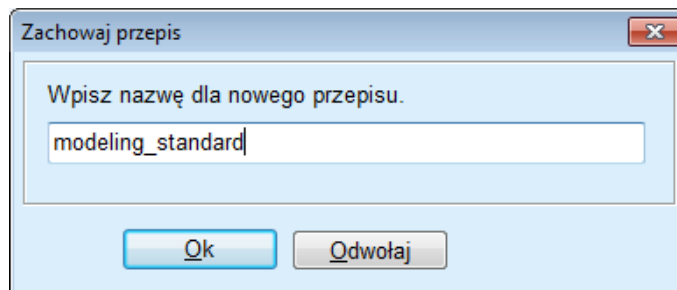 Zachowaj przepis
Wpisz nazwę dla nowego przepisu.
modeling_standard
Ok Odwołaj